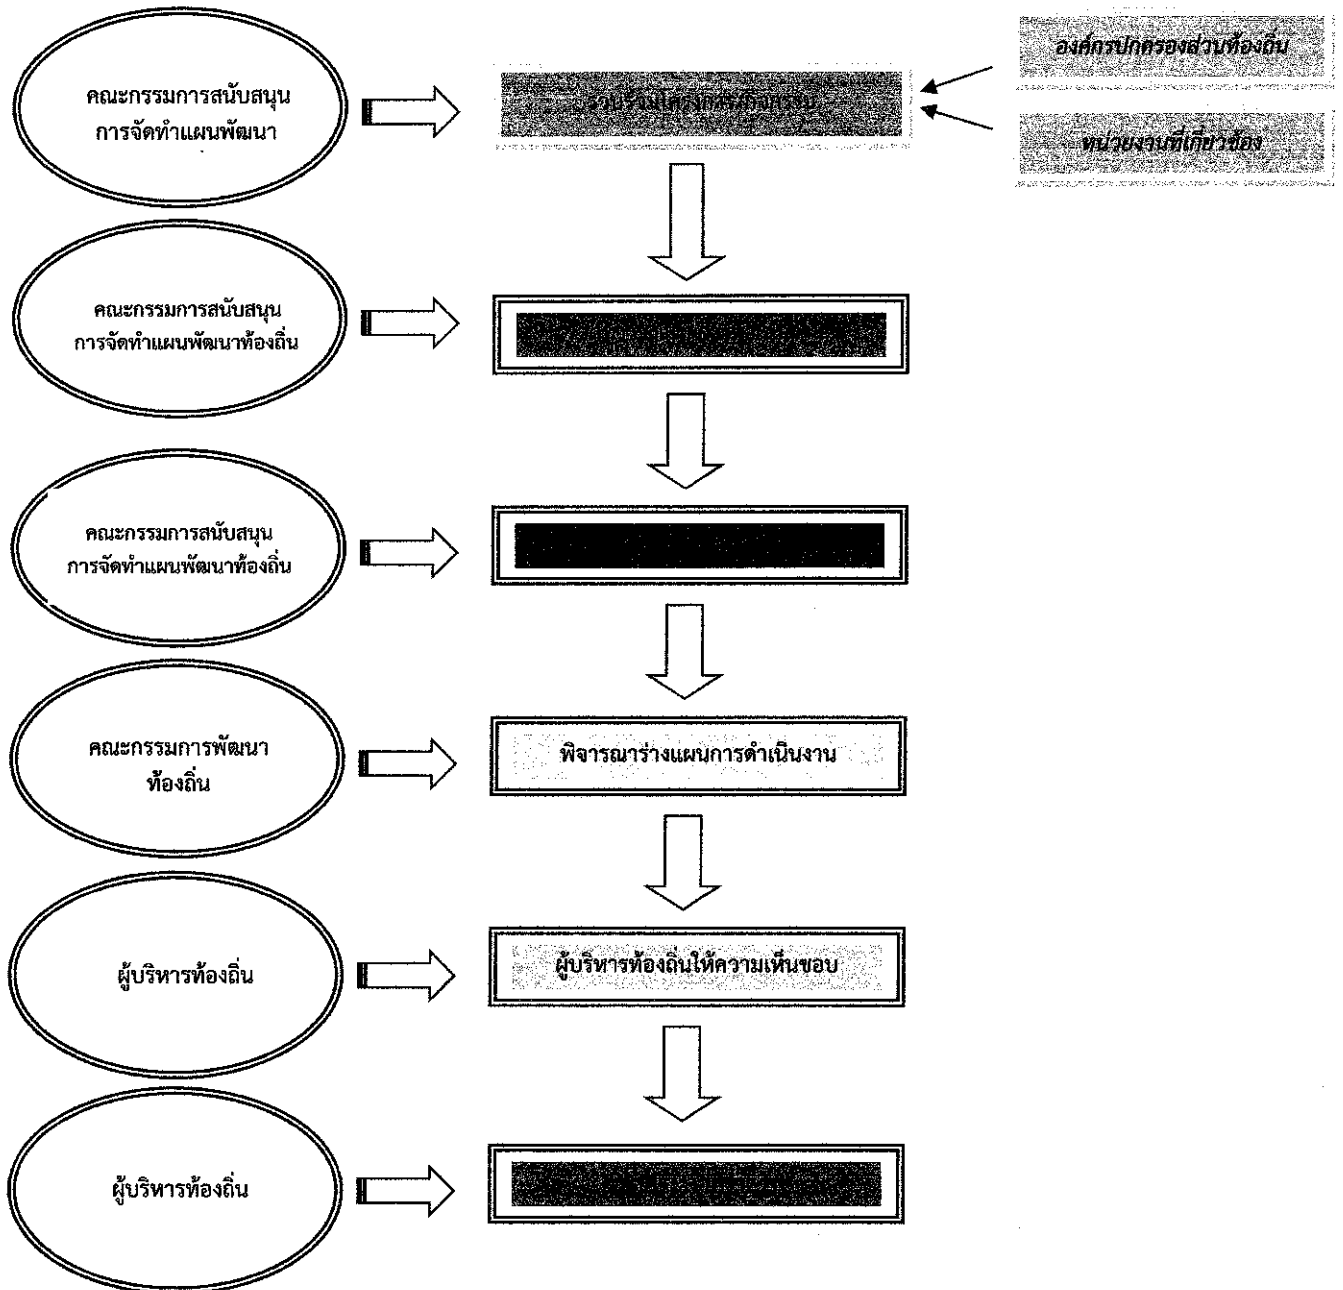 คณะกรรมการสนับสนุน
การจัดทำแผนพัฒนา
องค์กรปกครองส่วนท้องถิ่น
หน่วยงานที่เกี่ยวข้อง
คณะกรรมการสนับสนุน
การจัดทำแผนพัฒนาท้องถิ่น
คณะกรรมการสนับสนุน
การจัดทำแผนพัฒนาท้องถิ่น
คณะกรรมการพัฒนา
ท้องถิ่น
พิจารณาร่างแผนการดำเนินงาน
ผู้บริหารท้องถิ่น
ผู้บริหารท้องถิ่นให้ความเห็นชอบ
ผู้บริหารท้องถิ่น